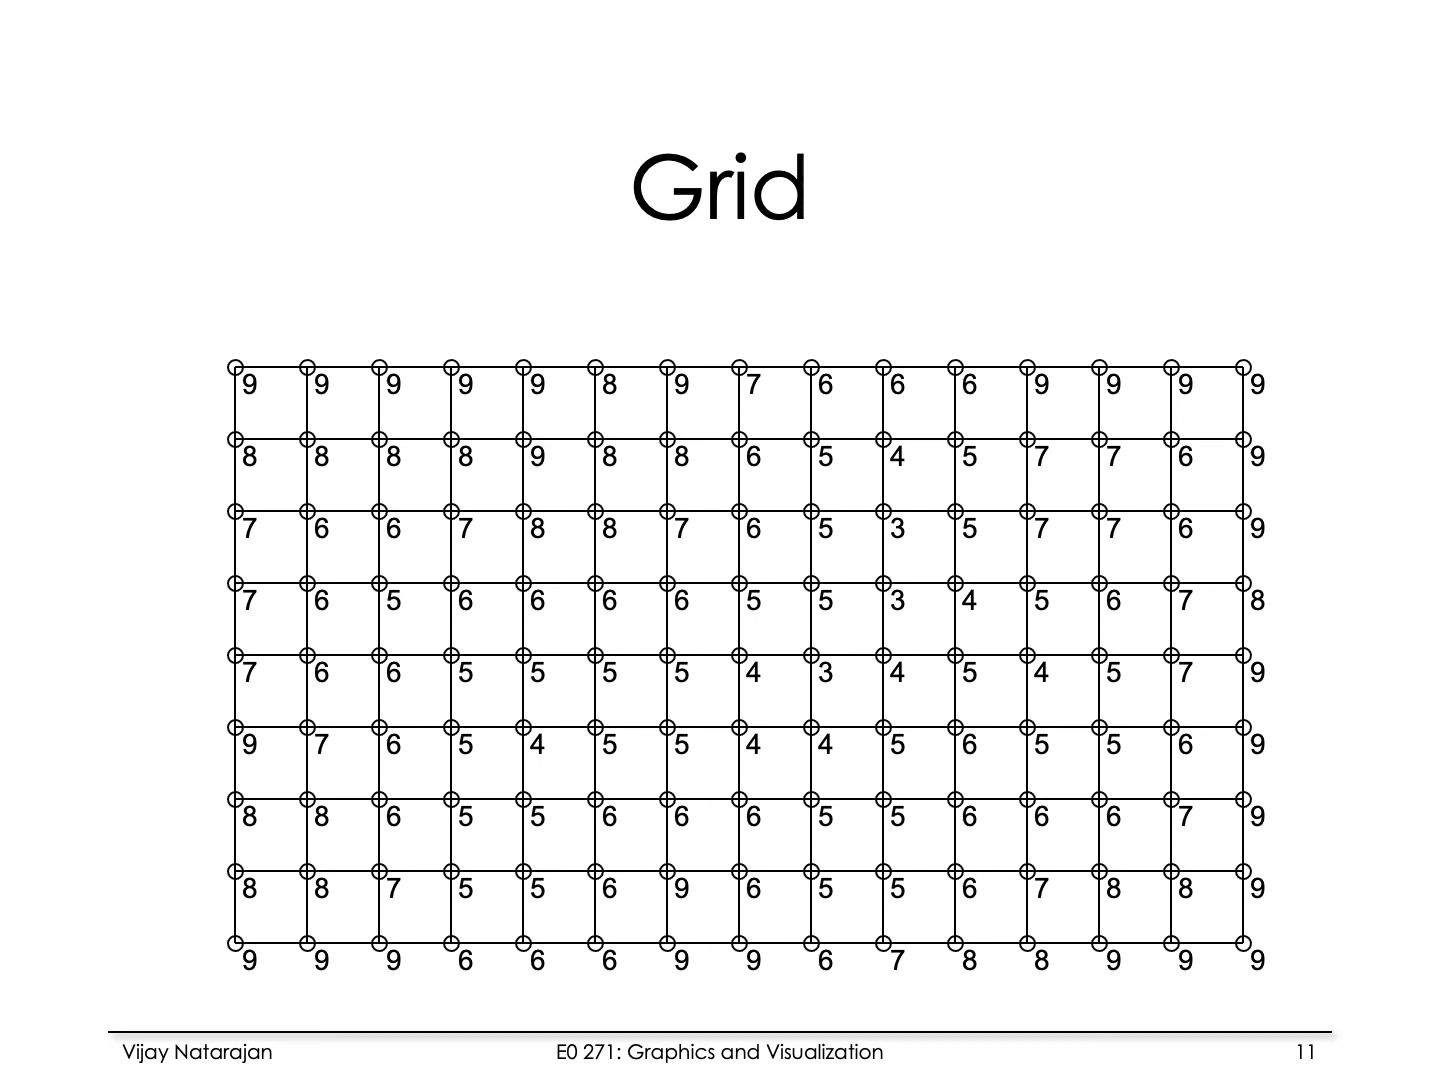 Grid
9 9 9 9 9 8 9 7 6 6 6 9 9 9 9
8 8 8 8 9 8 8 6 5 4 5 7 7 6 9
7 6 6 7 8 8 7 6 5 3 5 7 7 6 9
7 6 5 6 6 6 6 5 5 3 4 5 6 7 8
7 6 6 5 5 5 5 4 3 4 5 4 5 7 9
9 7 6 5 4 5 5 4 4 5 6 5 5 6 9
8 8 6 5 5 6 6 6 5 5 6 6 6 7 9
8 8 7 5 5 6 9 6 5 5 6 7 8 8 9
9 9 9 6 6 6 9 9 6 7 8 8 9 9 9
Vijay Natarajan E0 271: Graphics and Visualization 11